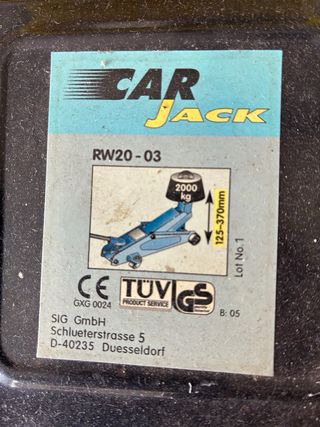 CAR
JACK
RW20-03
2000
kg
125-370mm
Lot No. 1
CE
GXG 0024
TÜV
PRODUCT SERVICE
GS
B: 05
SIG GmbH
Schlueterstrasse 5
D-40235 Duesseldorf